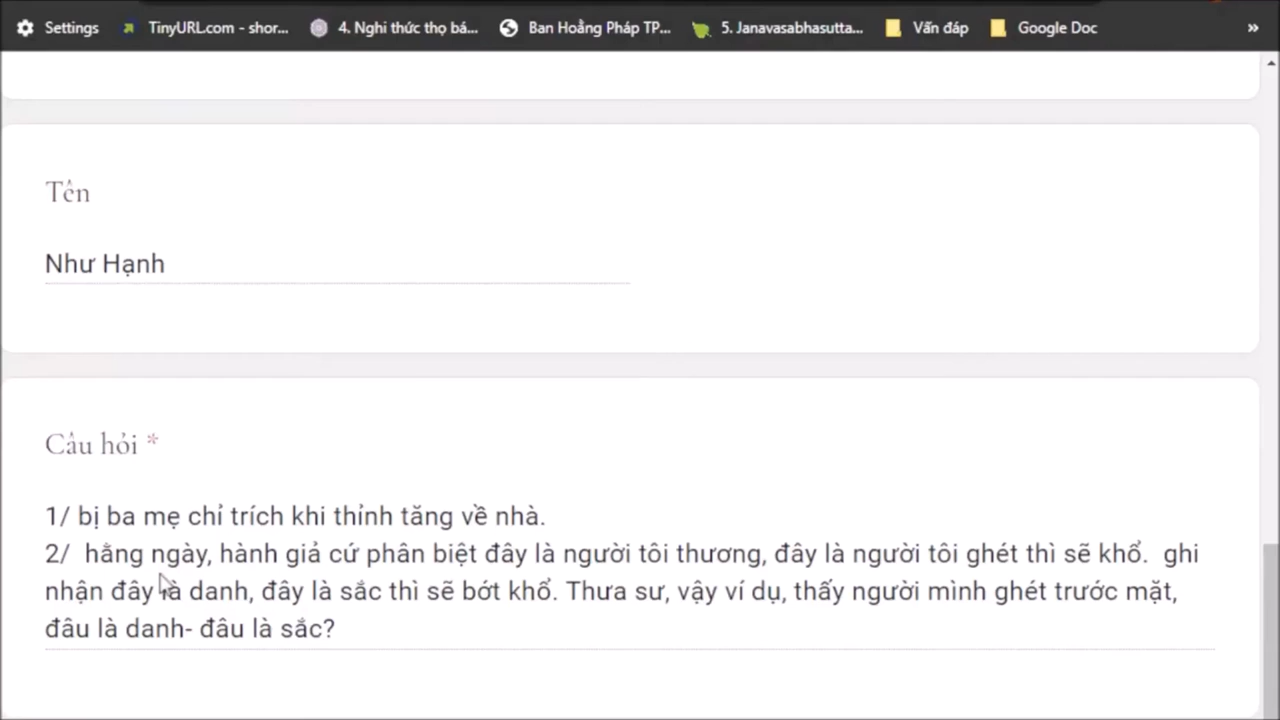 Settings TinyURL.com - shor... 4. Nghi thức thọ bá... Ban Hoằng Pháp TP... 5. Janavasabhasutta... Vấn đáp Google Doc »
Tên
Như Hạnh
Câu hỏi *
1/ bị ba mẹ chỉ trích khi thỉnh tăng về nhà.
2/  hằng ngày, hành giả cứ phân biệt đây là người tôi thương, đây là người tôi ghét thì sẽ khổ.  ghi
nhận đây là danh, đây là sắc thì sẽ bớt khổ. Thưa sư, vậy ví dụ, thấy người mình ghét trước mặt,
đâu là danh- đâu là sắc?